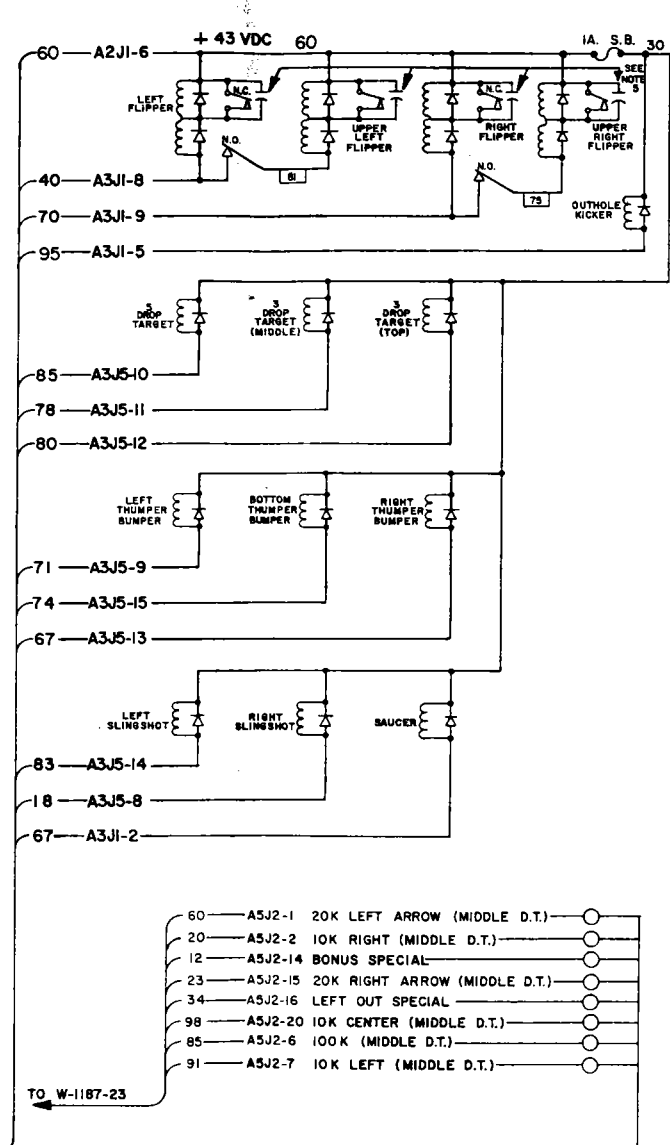 + 43 VDC 60
1A. S.B. 30
60 A2J1-6
SEE NOTE 5
N.C.
N.C.
LEFT FLIPPER
UPPER LEFT FLIPPER
RIGHT FLIPPER
UPPER RIGHT FLIPPER
N.O.
N.O.
81
75
40 A3J1-8
70 A3J1-9
OUTHOLE KICKER
95 A3J1-5
5 DROP TARGET
3 DROP TARGET (MIDDLE)
3 DROP TARGET (TOP)
85 A3J5-10
78 A3J5-11
80 A3J5-12
LEFT THUMPER BUMPER
BOTTOM THUMPER BUMPER
RIGHT THUMPER BUMPER
71 A3J5-9
74 A3J5-15
67 A3J5-13
LEFT SLINGSHOT
RIGHT SLINGSHOT
SAUCER
83 A3J5-14
18 A3J5-8
67 A3J1-2
60 A5J2-1 20K LEFT ARROW (MIDDLE D.T.)
20 A5J2-2 10K RIGHT (MIDDLE D.T.)
12 A5J2-14 BONUS SPECIAL
23 A5J2-15 20K RIGHT ARROW (MIDDLE D.T.)
34 A5J2-16 LEFT OUT SPECIAL
98 A5J2-20 10K CENTER (MIDDLE D.T.)
85 A5J2-6 100K (MIDDLE D.T.)
91 A5J2-7 10K LEFT (MIDDLE D.T.)
TO W-1187-23